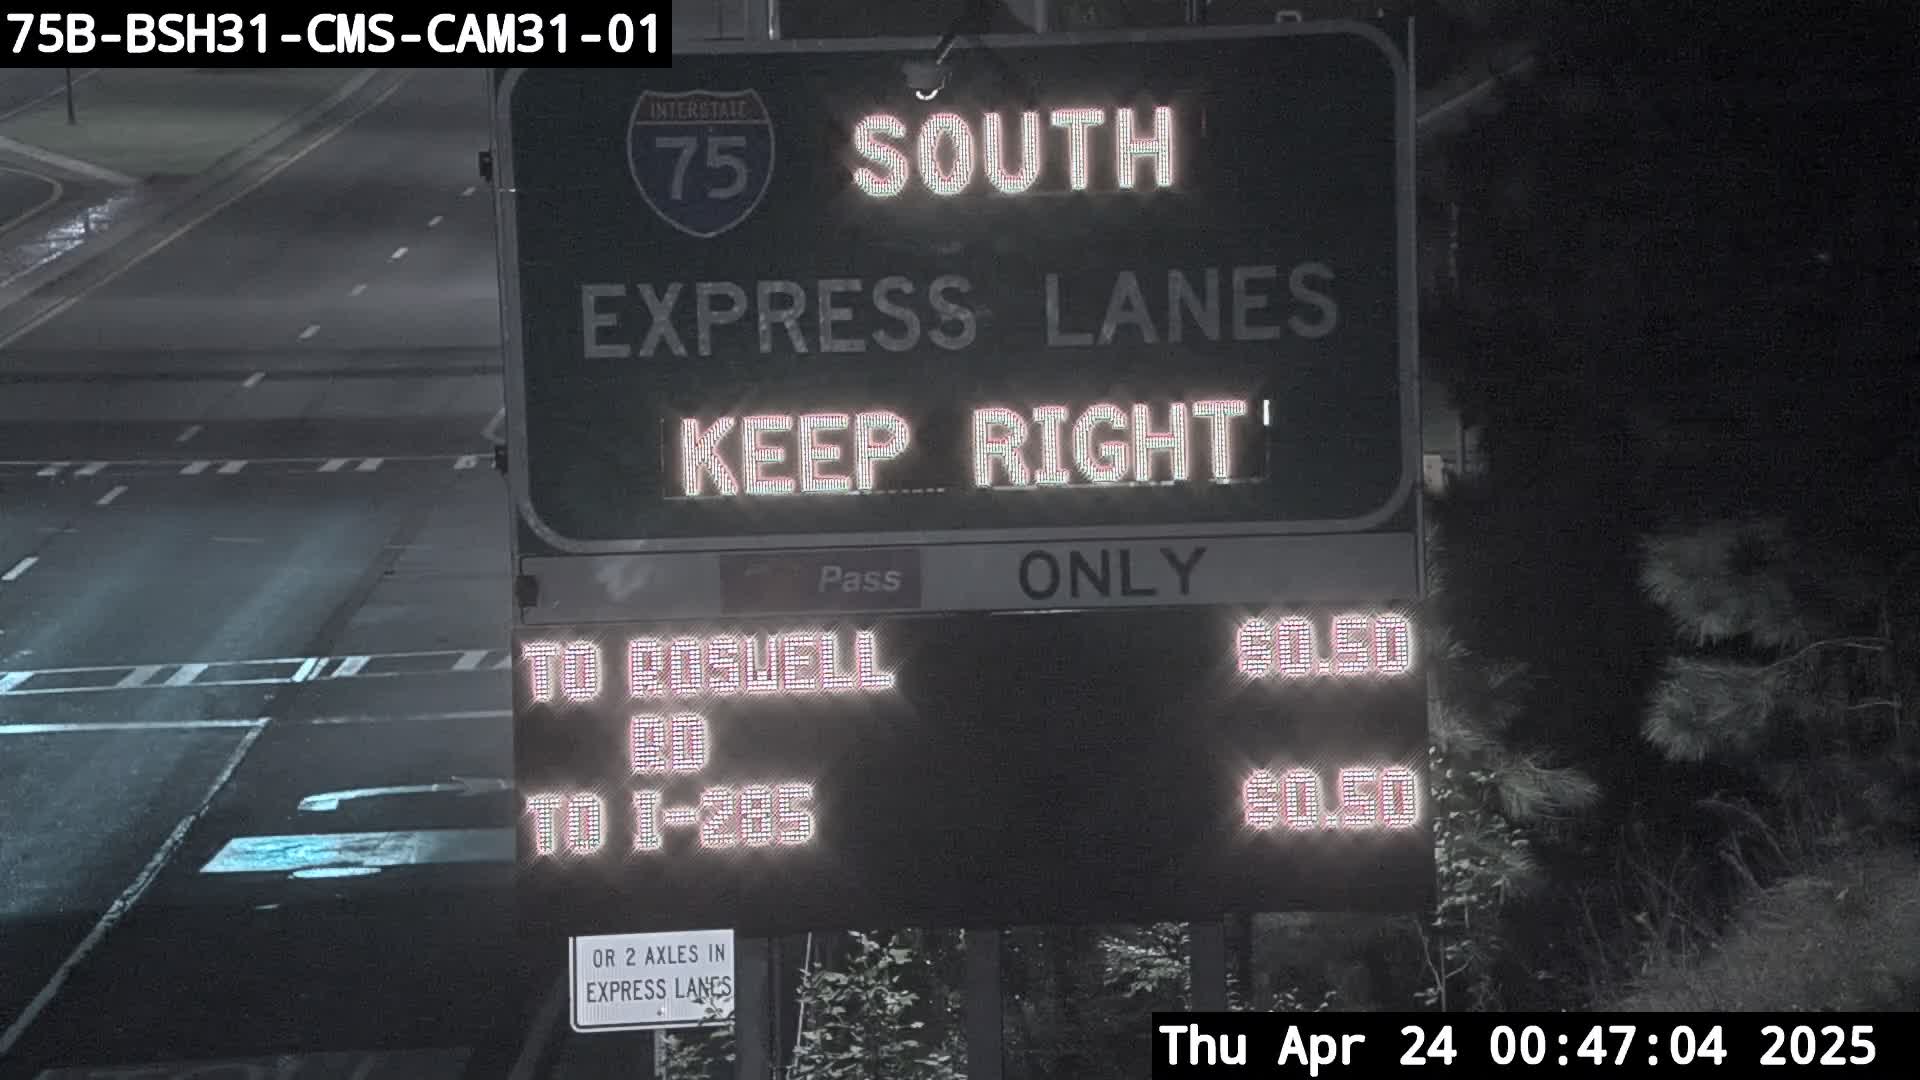 75B-BSH31-CMS-CAM31-01
INTERSTATE
75
SOUTH
EXPRESS LANES
KEEP RIGHT
Pass ONLY
TO ROSWELL $0.50
RD
TO I-285 $0.50
OR 2 AXLES IN
EXPRESS LANES
Thu Apr 24 00:47:04 2025